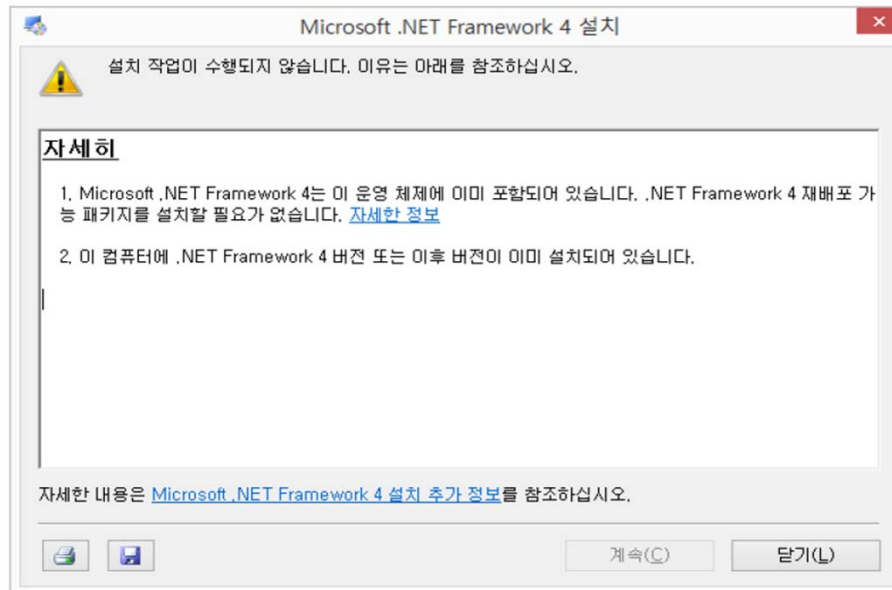 Microsoft .NET Framework 4 설치
설치 작업이 수행되지 않습니다. 이유는 아래를 참조하십시오.
자세히
1. Microsoft .NET Framework 4는 이 운영 체제에 이미 포함되어 있습니다. .NET Framework 4 재배포 가
능 패키지를 설치할 필요가 없습니다. 자세한 정보
2. 이 컴퓨터에 .NET Framework 4 버전 또는 이후 버전이 이미 설치되어 있습니다.
자세한 내용은 Microsoft .NET Framework 4 설치 추가 정보를 참조하십시오.
계속(C)
닫기(L)